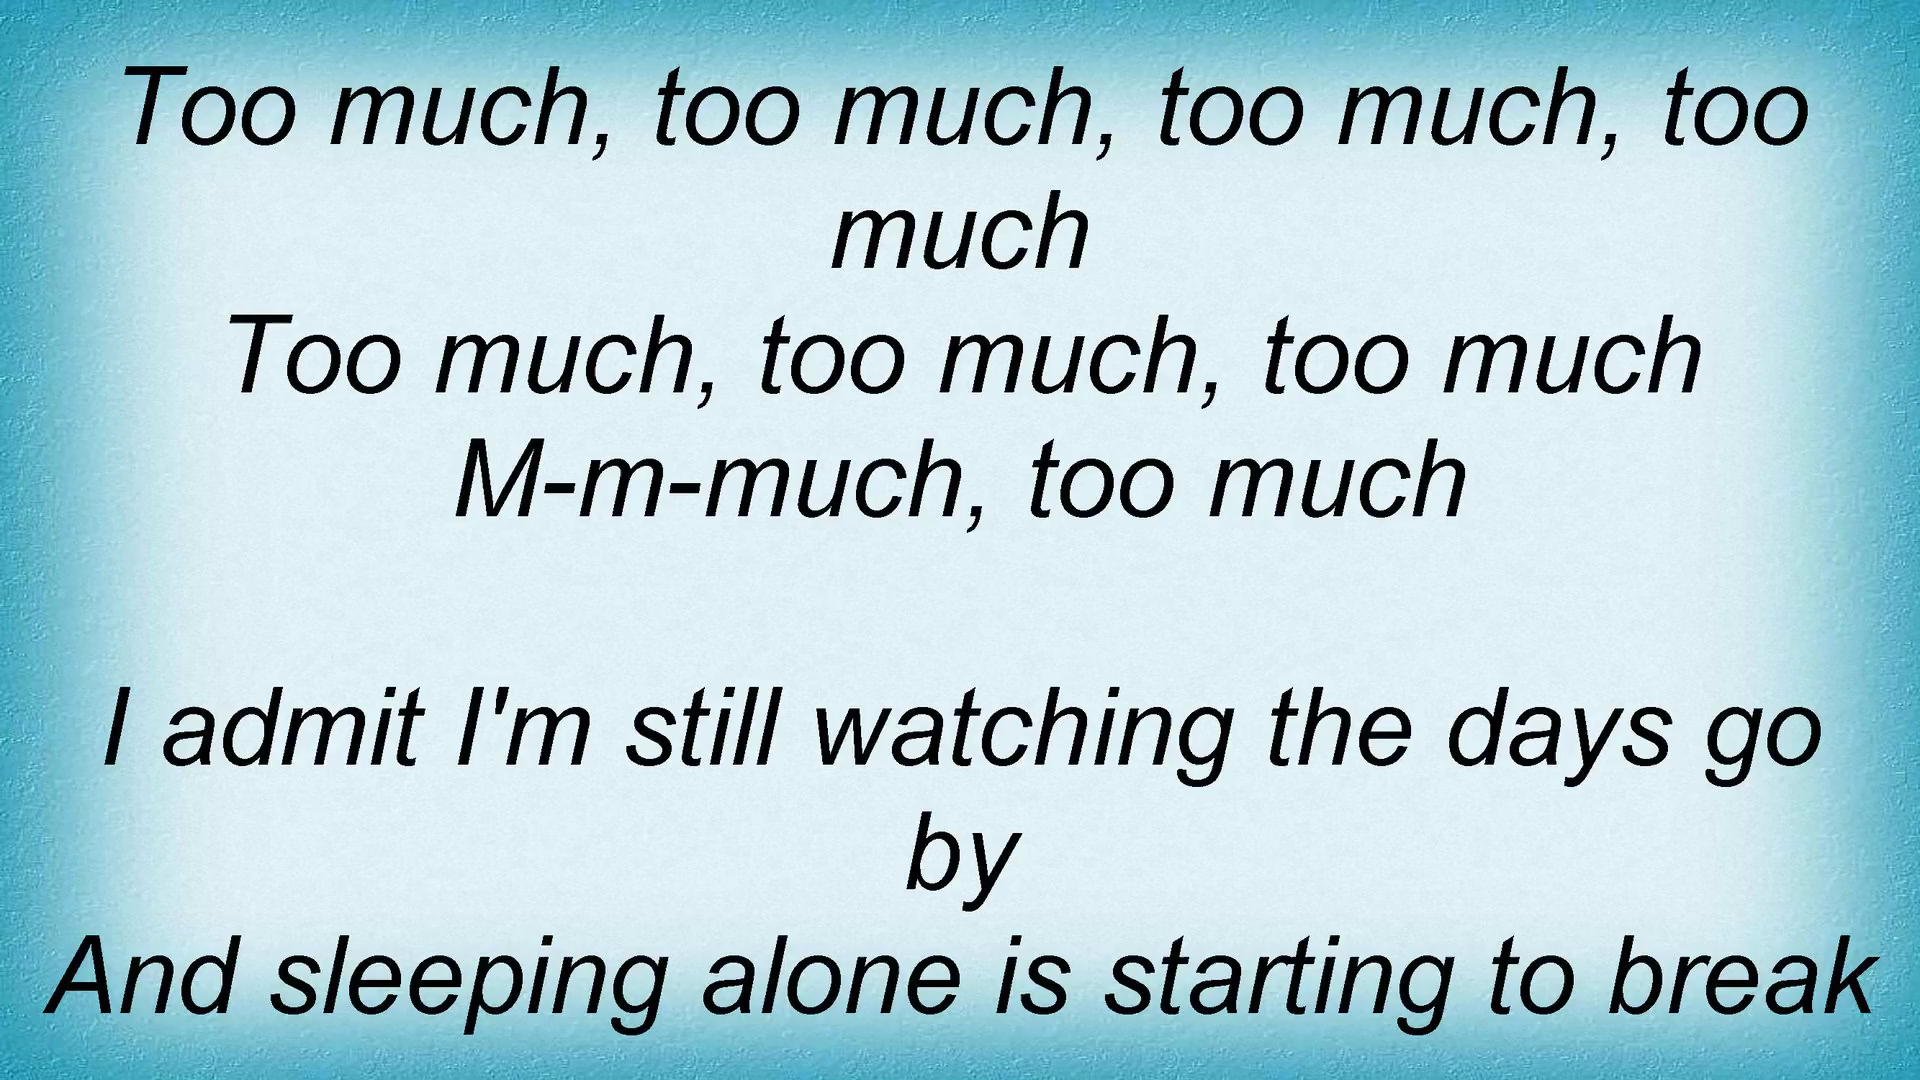 Too much, too much, too much, too
much
Too much, too much, too much
M-m-much, too much
I admit I'm still watching the days go
by
And sleeping alone is starting to break